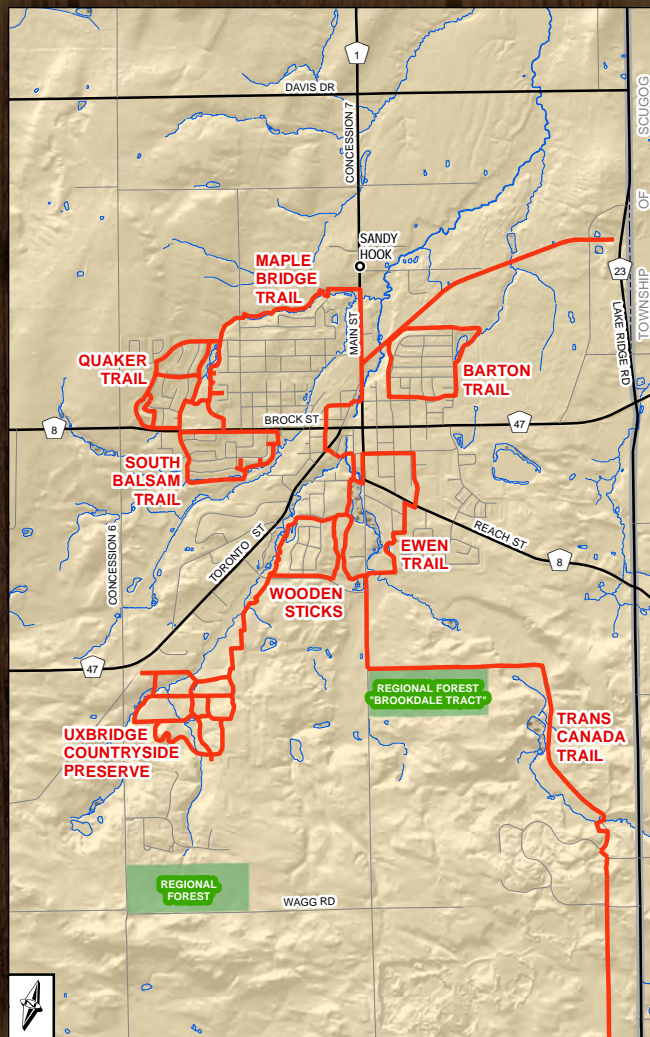 1
DAVIS DR
CONCESSION 7
TOWNSHIP OF SCUGOG
SANDY
HOOK
23
LAKE RIDGE RD
MAPLE
BRIDGE
TRAIL
MAIN ST
QUAKER
TRAIL
BARTON
TRAIL
8
BROCK ST
47
SOUTH
BALSAM
TRAIL
CONCESSION 6
TORONTO ST
REACH ST
8
EWEN
TRAIL
WOODEN
STICKS
47
REGIONAL FOREST
"BROOKDALE TRACT"
UXBRIDGE
COUNTRYSIDE
PRESERVE
TRANS
CANADA
TRAIL
REGIONAL
FOREST
WAGG RD